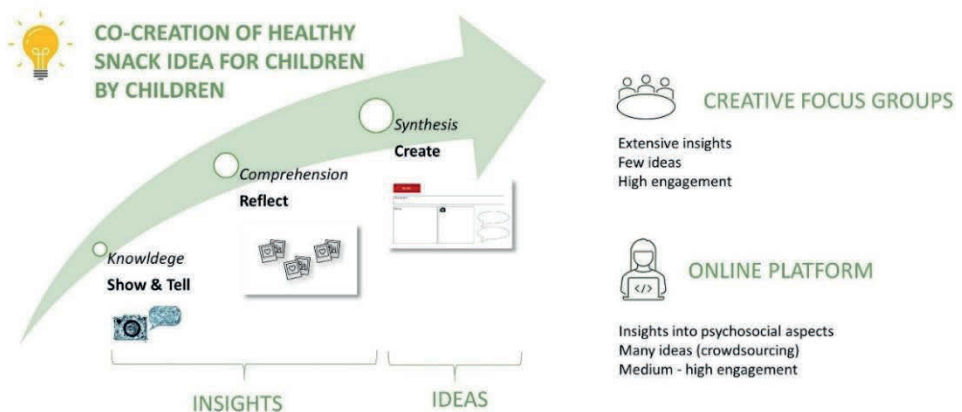 CO-CREATION OF HEALTHY
SNACK IDEA FOR CHILDREN
BY CHILDREN
Synthesis
Create
Comprehension
Reflect
Knowldege
Show & Tell
INSIGHTS
IDEAS
CREATIVE FOCUS GROUPS
Extensive insights
Few ideas
High engagement
</>
ONLINE PLATFORM
Insights into psychosocial aspects
Many ideas (crowdsourcing)
Medium - high engagement